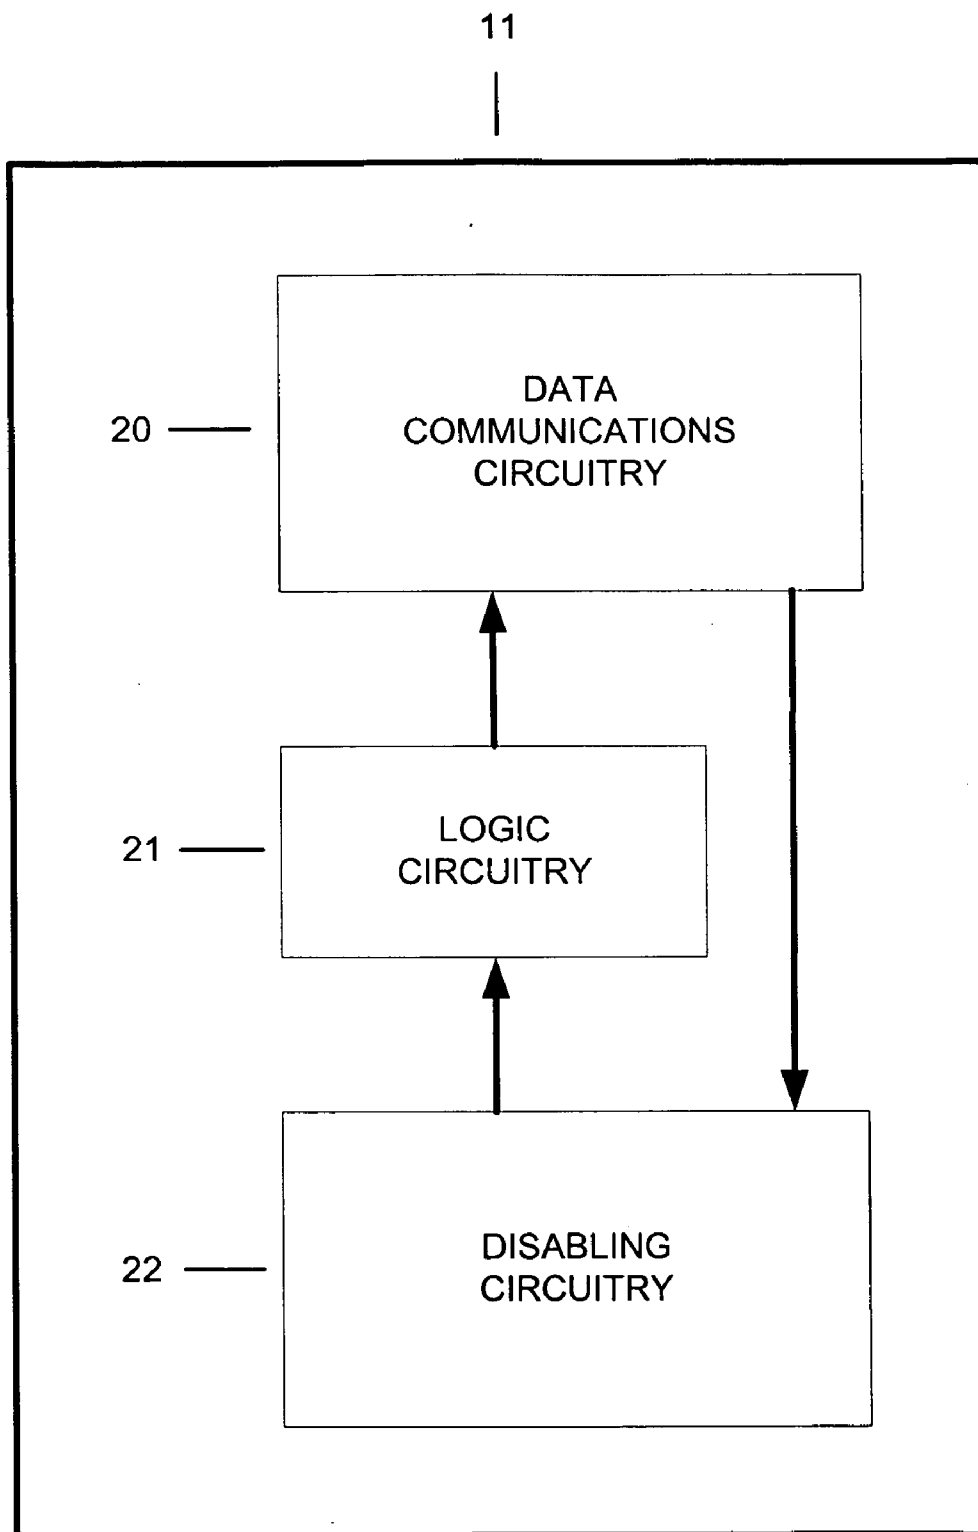 11
20
DATA
COMMUNICATIONS
CIRCUITRY
21
LOGIC
CIRCUITRY
22
DISABLING
CIRCUITRY